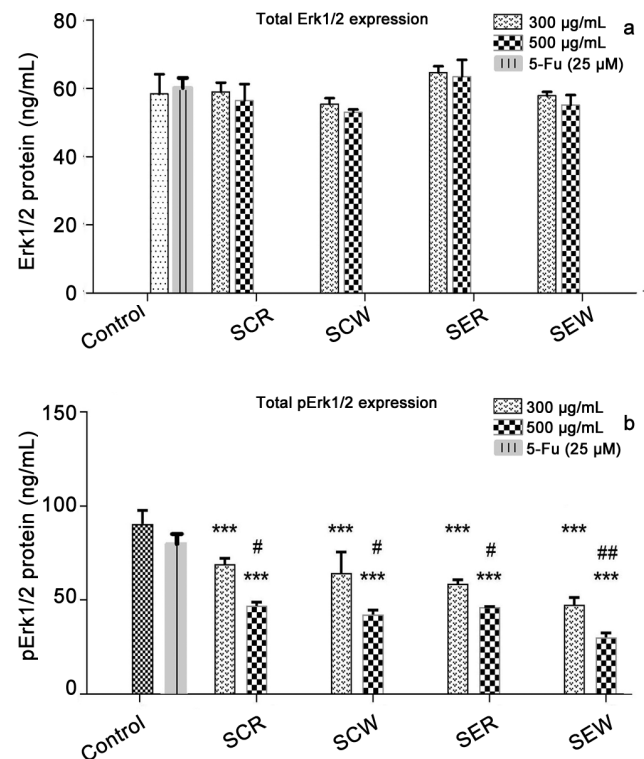 Total Erk1/2 expression
a
300 µg/mL
500 µg/mL
5-Fu (25 µM)
Erk1/2 protein (ng/mL)
80
60
40
20
0
Control
SCR
SCW
SER
SEW
Total pErk1/2 expression
b
300 µg/mL
500 µg/mL
5-Fu (25 µM)
pErk1/2 protein (ng/mL)
150
100
50
0
*** *** *** ***
# # # ##
*** *** *** ***
Control
SCR
SCW
SER
SEW